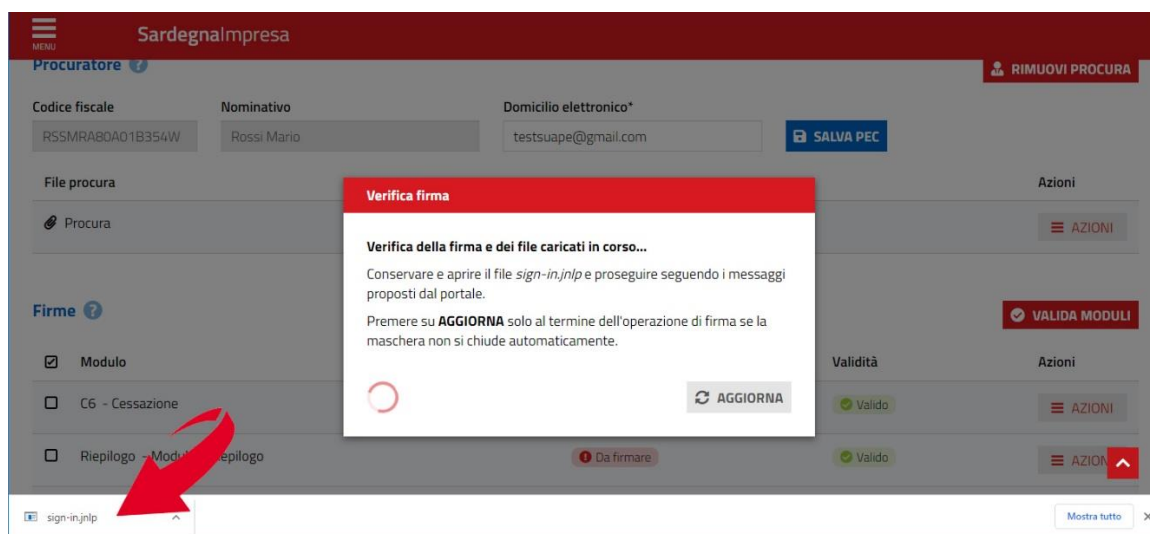 MENU
SardegnaImpresa
Procuratore ?
RIMUOVI PROCURA
Codice fiscale Nominativo Domicilio elettronico*
RSSMRA80A01B354W Rossi Mario testsuape@gmail.com SALVA PEC
File procura Azioni
Procura AZIONI
Verifica firma
Verifica della firma e dei file caricati in corso...
Conservare e aprire il file sign-in.jnlp e proseguire seguendo i messaggi
proposti dal portale.
Premere su AGGIORNA solo al termine dell'operazione di firma se la
maschera non si chiude automaticamente.
AGGIORNA
Firme ?
VALIDA MODULI
Modulo Validità Azioni
C6 - Cessazione Valido AZIONI
Riepilogo - Modu epilogo Da firmare Valido AZION
sign-in.jnlp Mostra tutto